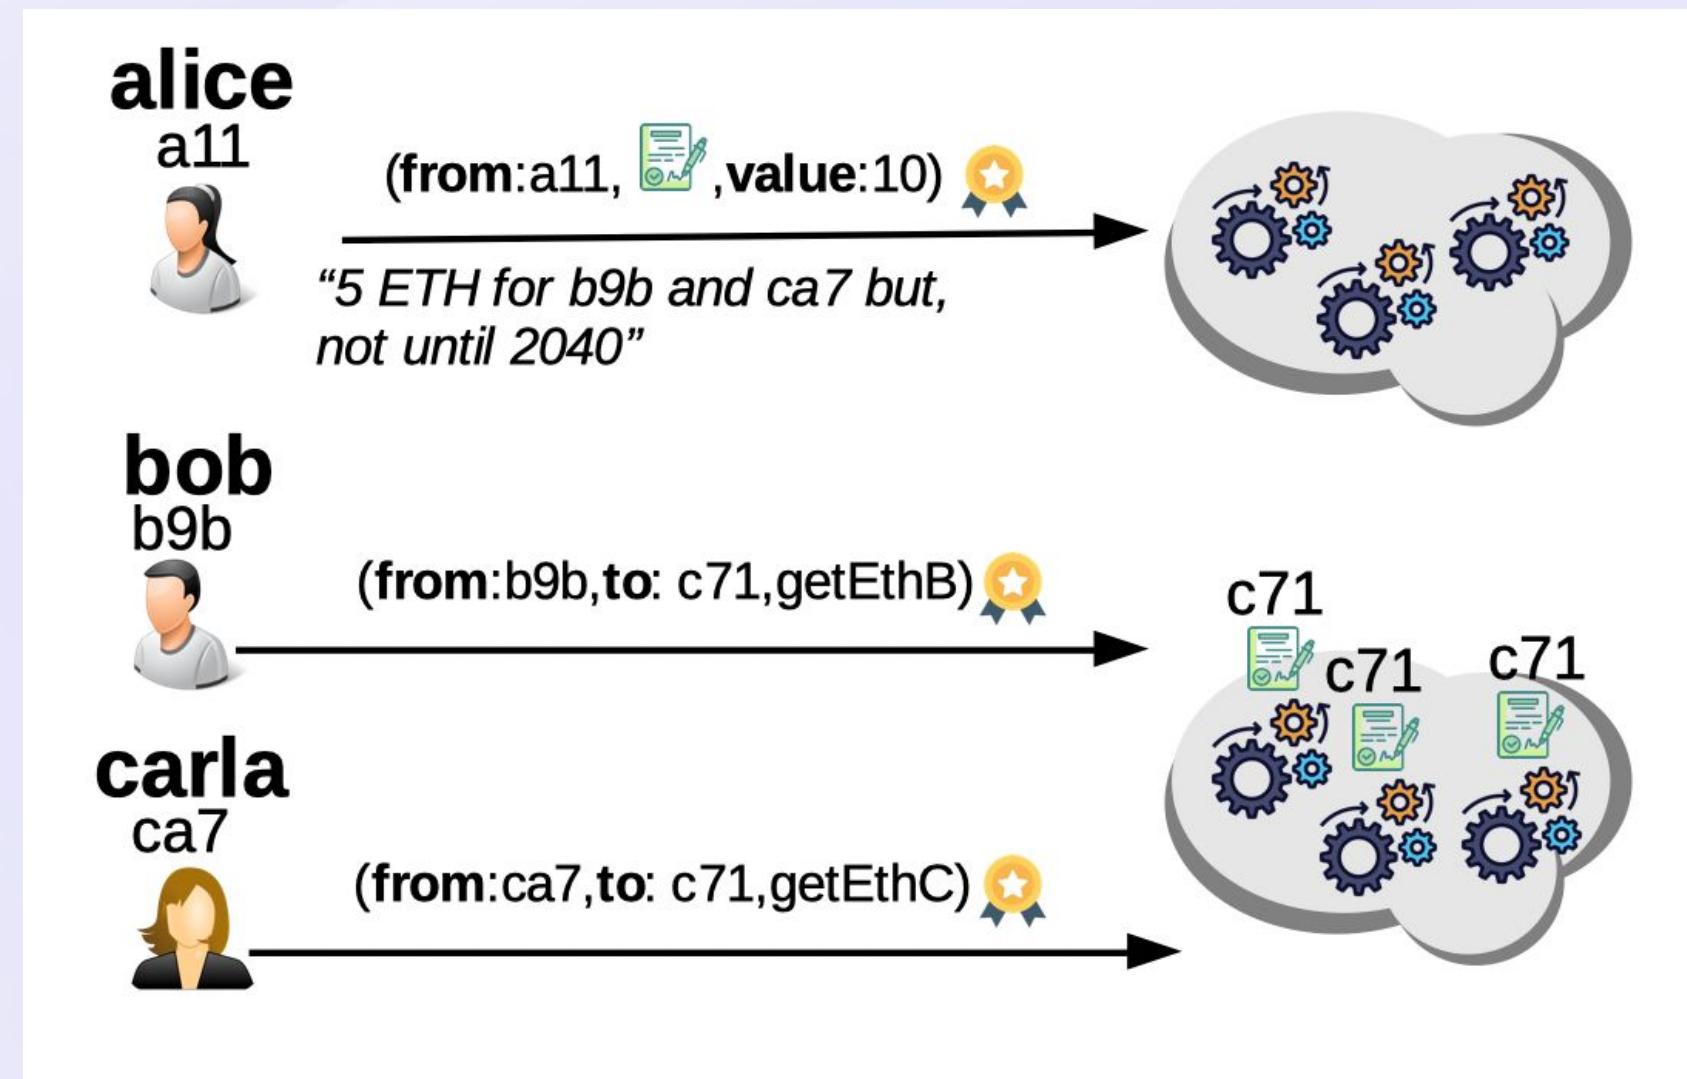 alice
a11
(from:a11, ,value:10)
“5 ETH for b9b and ca7 but,
not until 2040”
bob
b9b
(from:b9b,to: c71,getEthB)
c71
c71
c71
carla
ca7
(from:ca7,to: c71,getEthC)